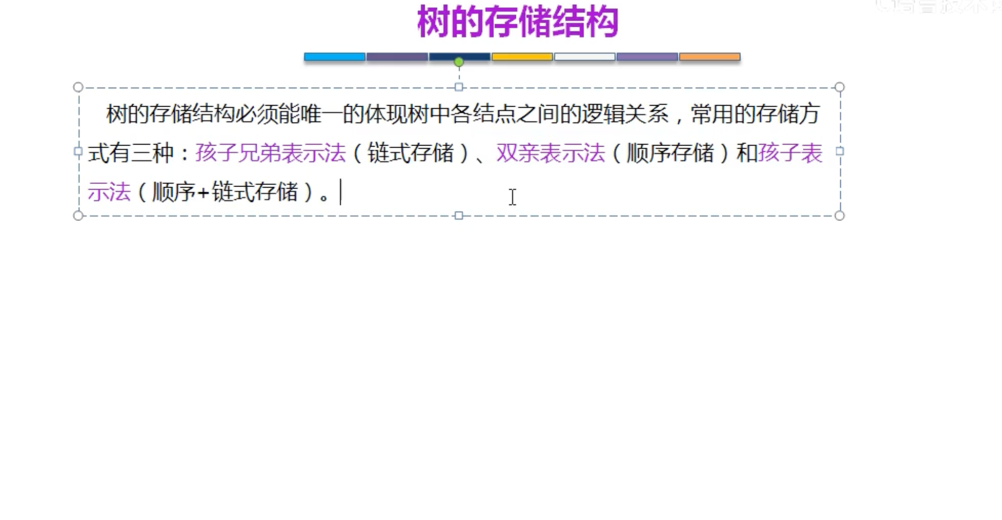 树的存储结构
树的存储结构必须能唯一的体现树中各结点之间的逻辑关系，常用的存储方
式有三种：孩子兄弟表示法（链式存储）、双亲表示法（顺序存储）和孩子表
示法（顺序+链式存储）。